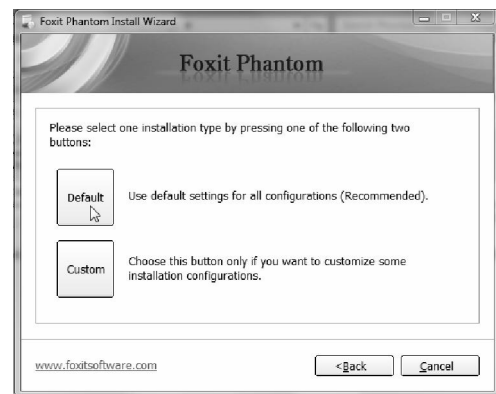 Foxit Phantom Install Wizard
Foxit Phantom
Please select one installation type by pressing one of the following two
buttons:
Default
Use default settings for all configurations (Recommended).
Custom
Choose this button only if you want to customize some
installation configurations.
www.foxitsoftware.com
<Back
Cancel